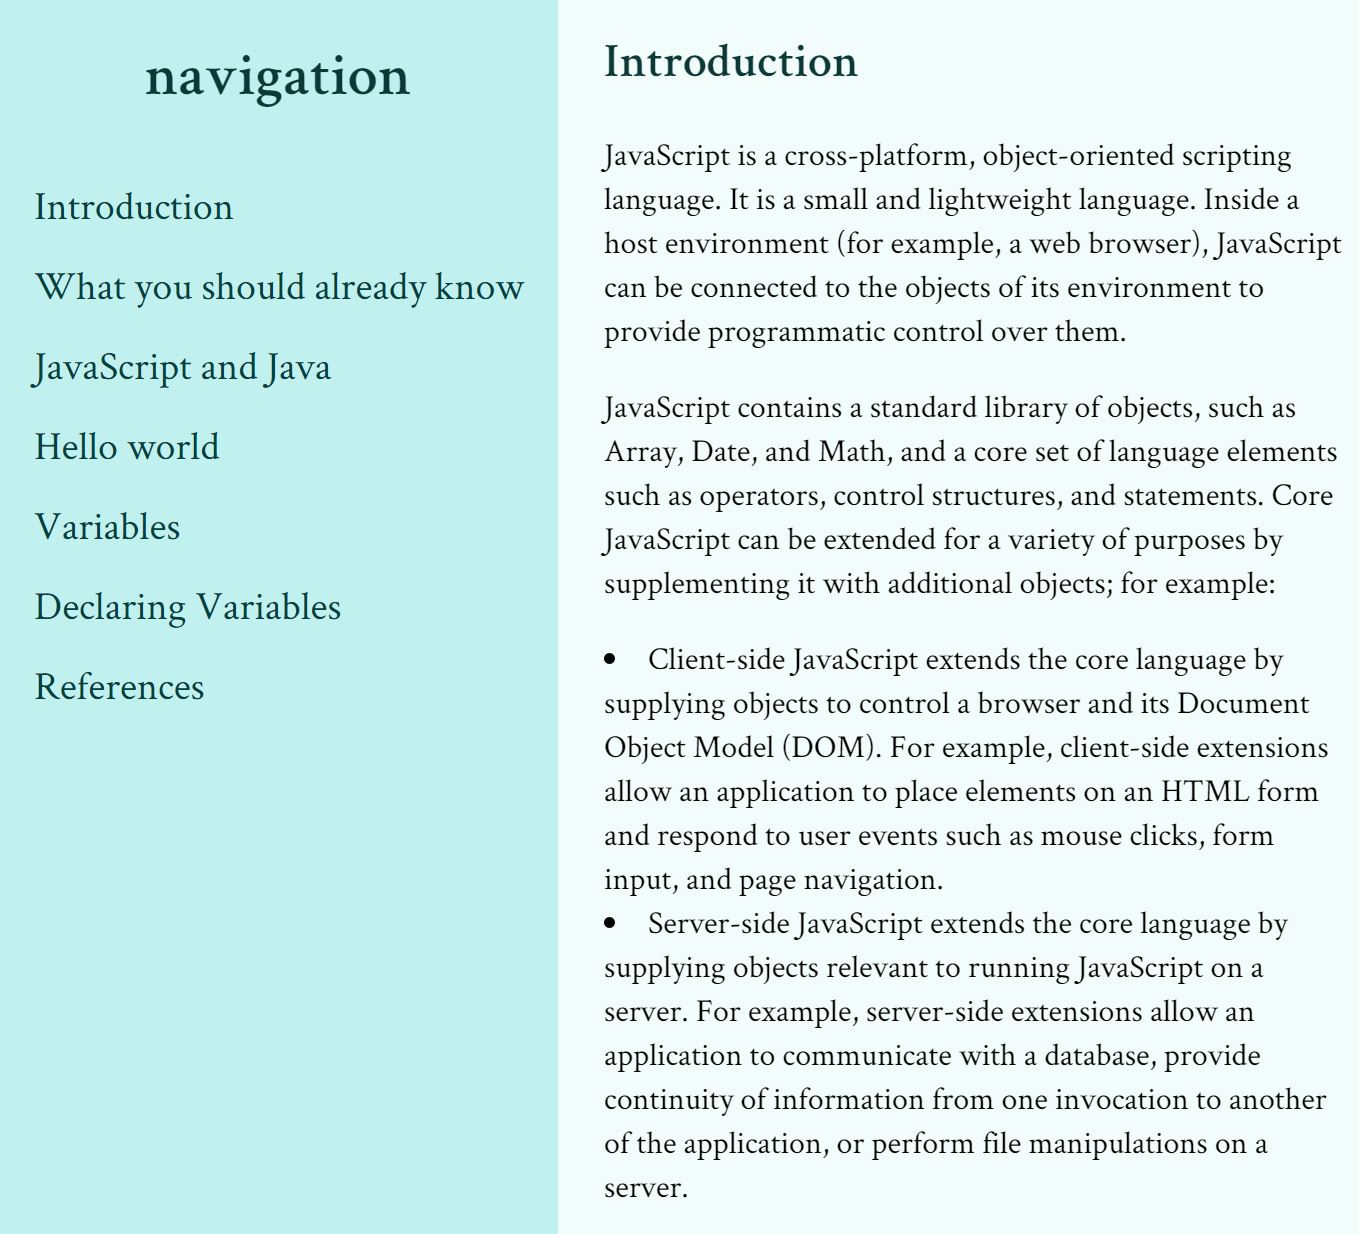 navigation
Introduction
What you should already know
JavaScript and Java
Hello world
Variables
Declaring Variables
References
Introduction
JavaScript is a cross-platform, object-oriented scripting
language. It is a small and lightweight language. Inside a
host environment (for example, a web browser), JavaScript
can be connected to the objects of its environment to
provide programmatic control over them.
JavaScript contains a standard library of objects, such as
Array, Date, and Math, and a core set of language elements
such as operators, control structures, and statements. Core
JavaScript can be extended for a variety of purposes by
supplementing it with additional objects; for example:
• Client-side JavaScript extends the core language by
supplying objects to control a browser and its Document
Object Model (DOM). For example, client-side extensions
allow an application to place elements on an HTML form
and respond to user events such as mouse clicks, form
input, and page navigation.
• Server-side JavaScript extends the core language by
supplying objects relevant to running JavaScript on a
server. For example, server-side extensions allow an
application to communicate with a database, provide
continuity of information from one invocation to another
of the application, or perform file manipulations on a
server.